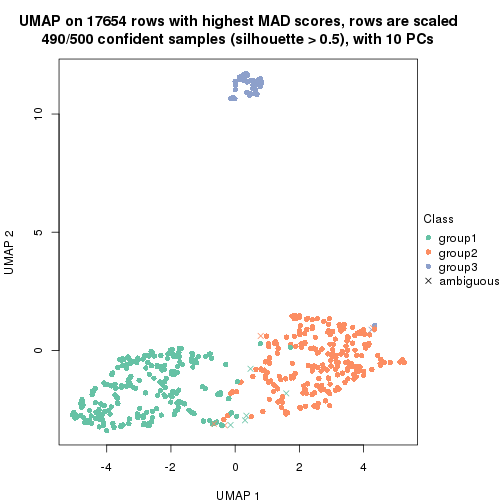 UMAP on 17654 rows with highest MAD scores, rows are scaled
490/500 confident samples (silhouette > 0.5), with 10 PCs
10
5
0
UMAP 2
-4
-2
0
2
4
UMAP 1
Class
group1
group2
group3
ambiguous